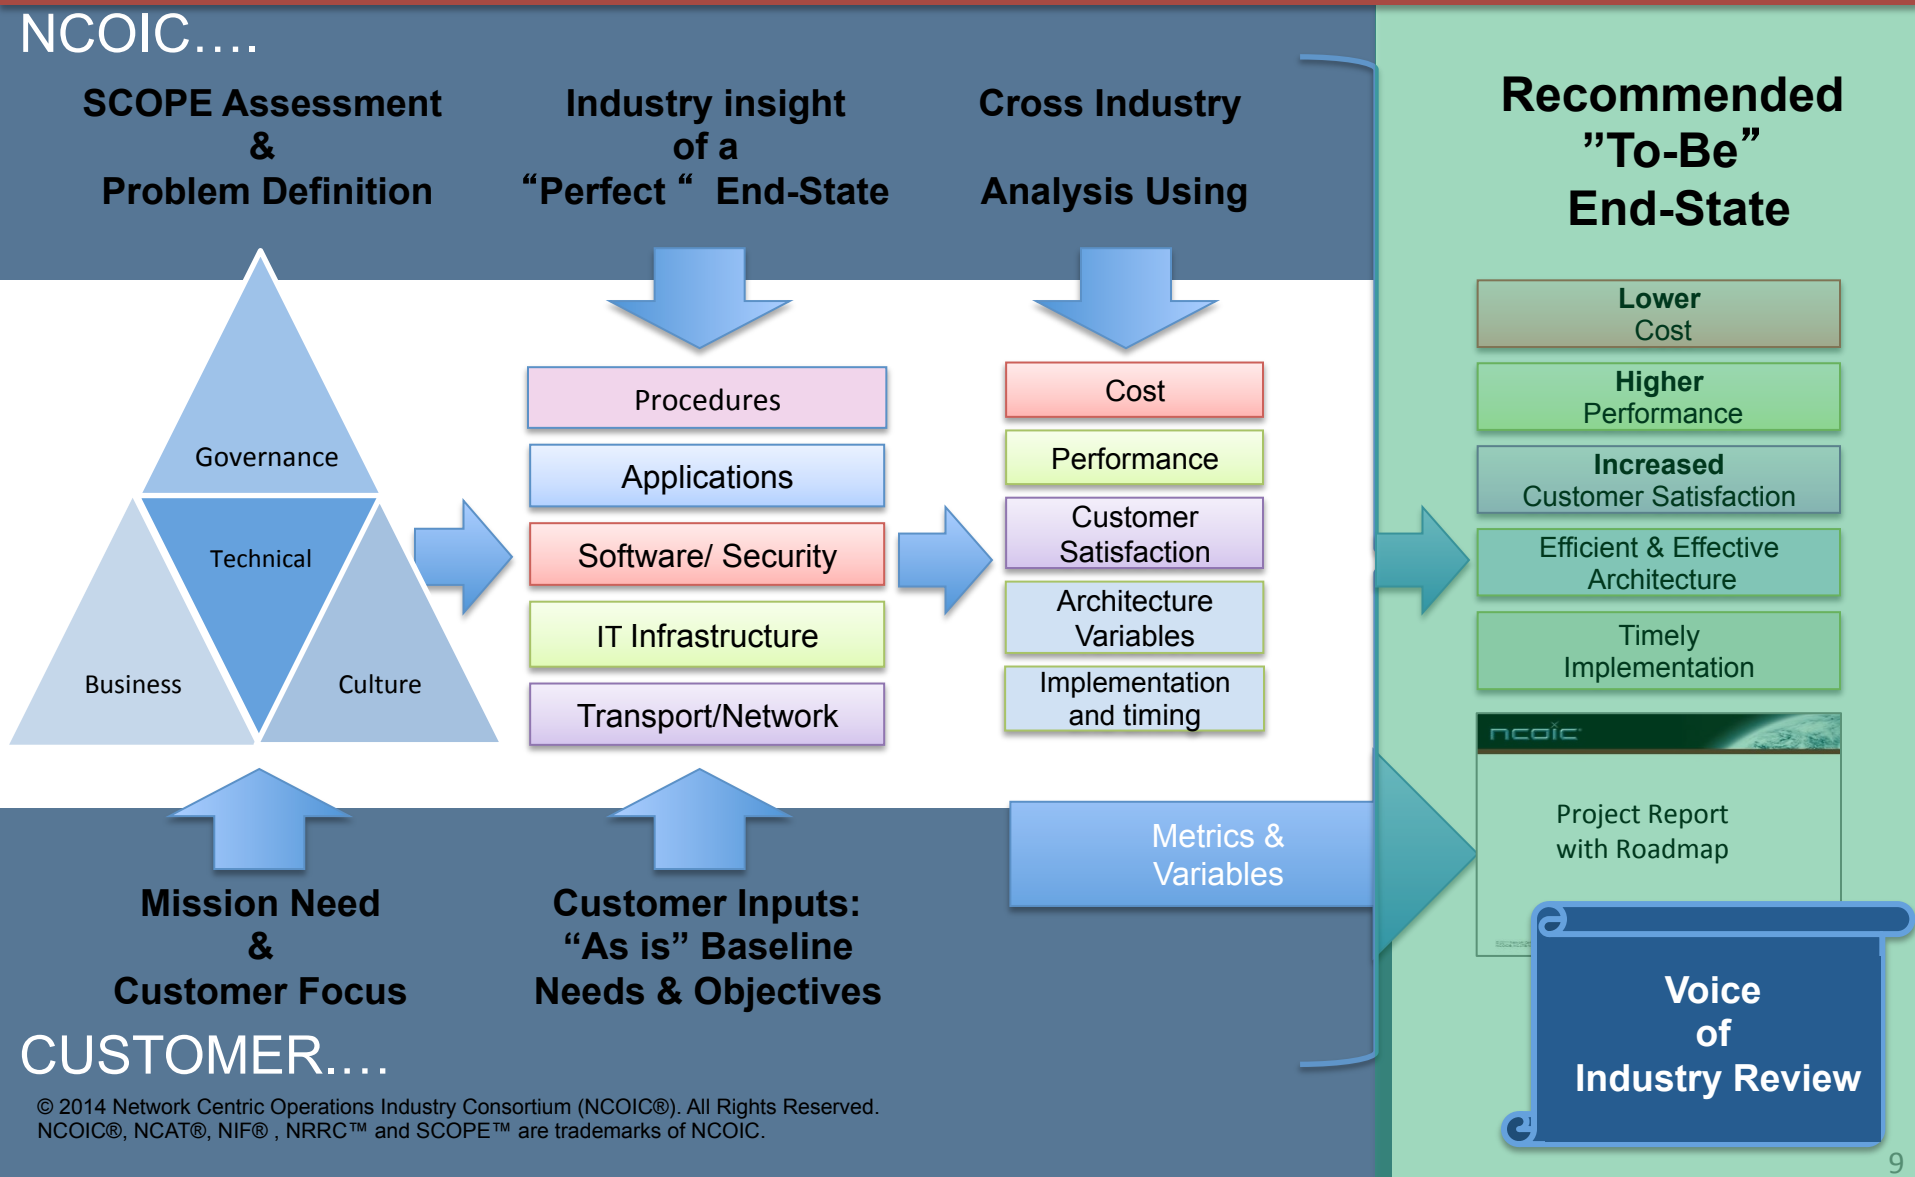 NCOIC....
SCOPE Assessment
&
Problem Definition
Industry insight
of a
“Perfect “ End-State
Cross Industry
Analysis Using
Recommended
”To-Be”
End-State
Governance
Technical
Business
Culture
Procedures
Applications
Software/ Security
IT Infrastructure
Transport/Network
Cost
Performance
Customer
Satisfaction
Architecture
Variables
Implementation
and timing
Lower
Cost
Higher
Performance
Increased
Customer Satisfaction
Efficient & Effective
Architecture
Timely
Implementation
ncoic
Project Report
with Roadmap
Metrics &
Variables
Mission Need
&
Customer Focus
Customer Inputs:
“As is” Baseline
Needs & Objectives
Voice
of
Industry Review
CUSTOMER....
© 2014 Network Centric Operations Industry Consortium (NCOIC®). All Rights Reserved.
NCOIC®, NCAT®, NIF® , NRRC™ and SCOPE™ are trademarks of NCOIC.
9